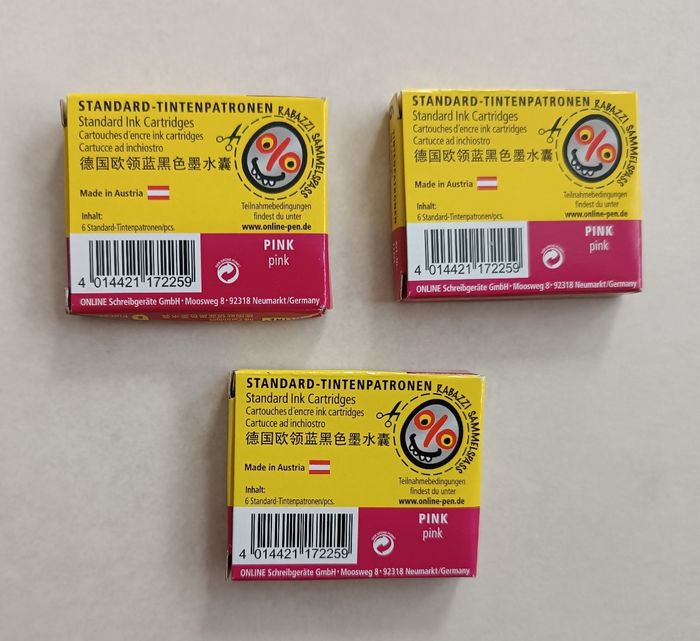 STANDARD-TINTENPATRONEN
Standard Ink Cartridges
Cartouches d'encre ink cartridges
Cartucce ad inchiostro
德国欧领蓝黑色墨水囊
RABAZZI SAMMELSPASS
Made in Austria
Teilnahmebedingungen
findest du unter
www.online-pen.de
Inhalt:
6 Standard-Tintenpatronen/pcs.
PINK
pink
4 014421 172259
ONLINE Schreibgeräte GmbH • Moosweg 8 • 92318 Neumarkt/Germany
STANDARD-TINTENPATRONEN
Standard Ink Cartridges
Cartouches d'encre ink cartridges
Cartucce ad inchiostro
德国欧领蓝黑色墨水囊
RABAZZI SAMMELSPASS
Made in Austria
Teilnahmebedingungen
findest du unter
www.online-pen.de
Inhalt:
6 Standard-Tintenpatronen/pcs.
PINK
pink
4 014421 172259
ONLINE Schreibgeräte GmbH • Moosweg 8 • 92318 Neumarkt/Germany
STANDARD-TINTENPATRONEN
Standard Ink Cartridges
Cartouches d'encre ink cartridges
Cartucce ad inchiostro
德国欧领蓝黑色墨水囊
RABAZZI SAMMELSPASS
Made in Austria
Teilnahmebedingungen
findest du unter
www.online-pen.de
Inhalt:
6 Standard-Tintenpatronen/pcs.
PINK
pink
4 014421 172259
ONLINE Schreibgeräte GmbH • Moosweg 8 • 92318 Neumarkt/Germany